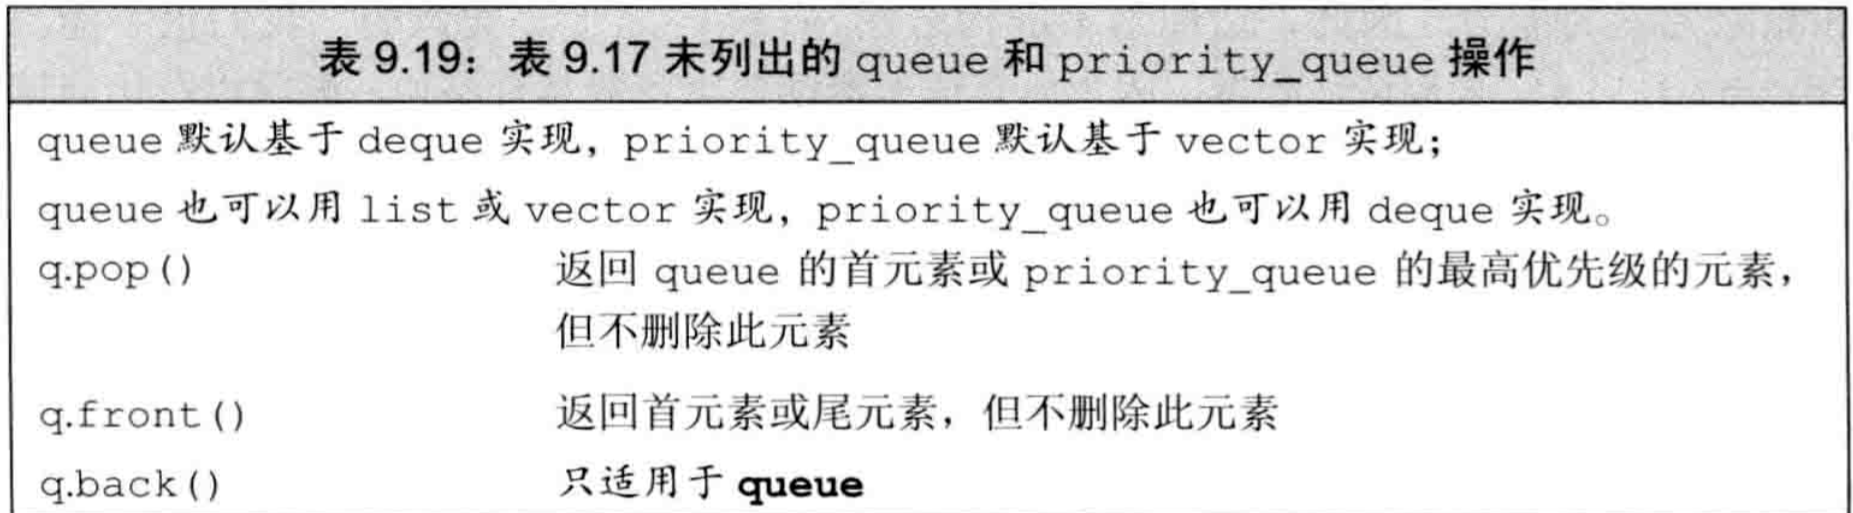 表 9.19：表 9.17 未列出的 queue 和 priority_queue 操作
queue 默认基于 deque 实现，priority_queue 默认基于 vector 实现；
queue 也可以用 list 或 vector 实现，priority_queue 也可以用 deque 实现。
q.pop() 返回 queue 的首元素或 priority_queue 的最高优先级的元素，
但不删除此元素
q.front() 返回首元素或尾元素，但不删除此元素
q.back() 只适用于 queue